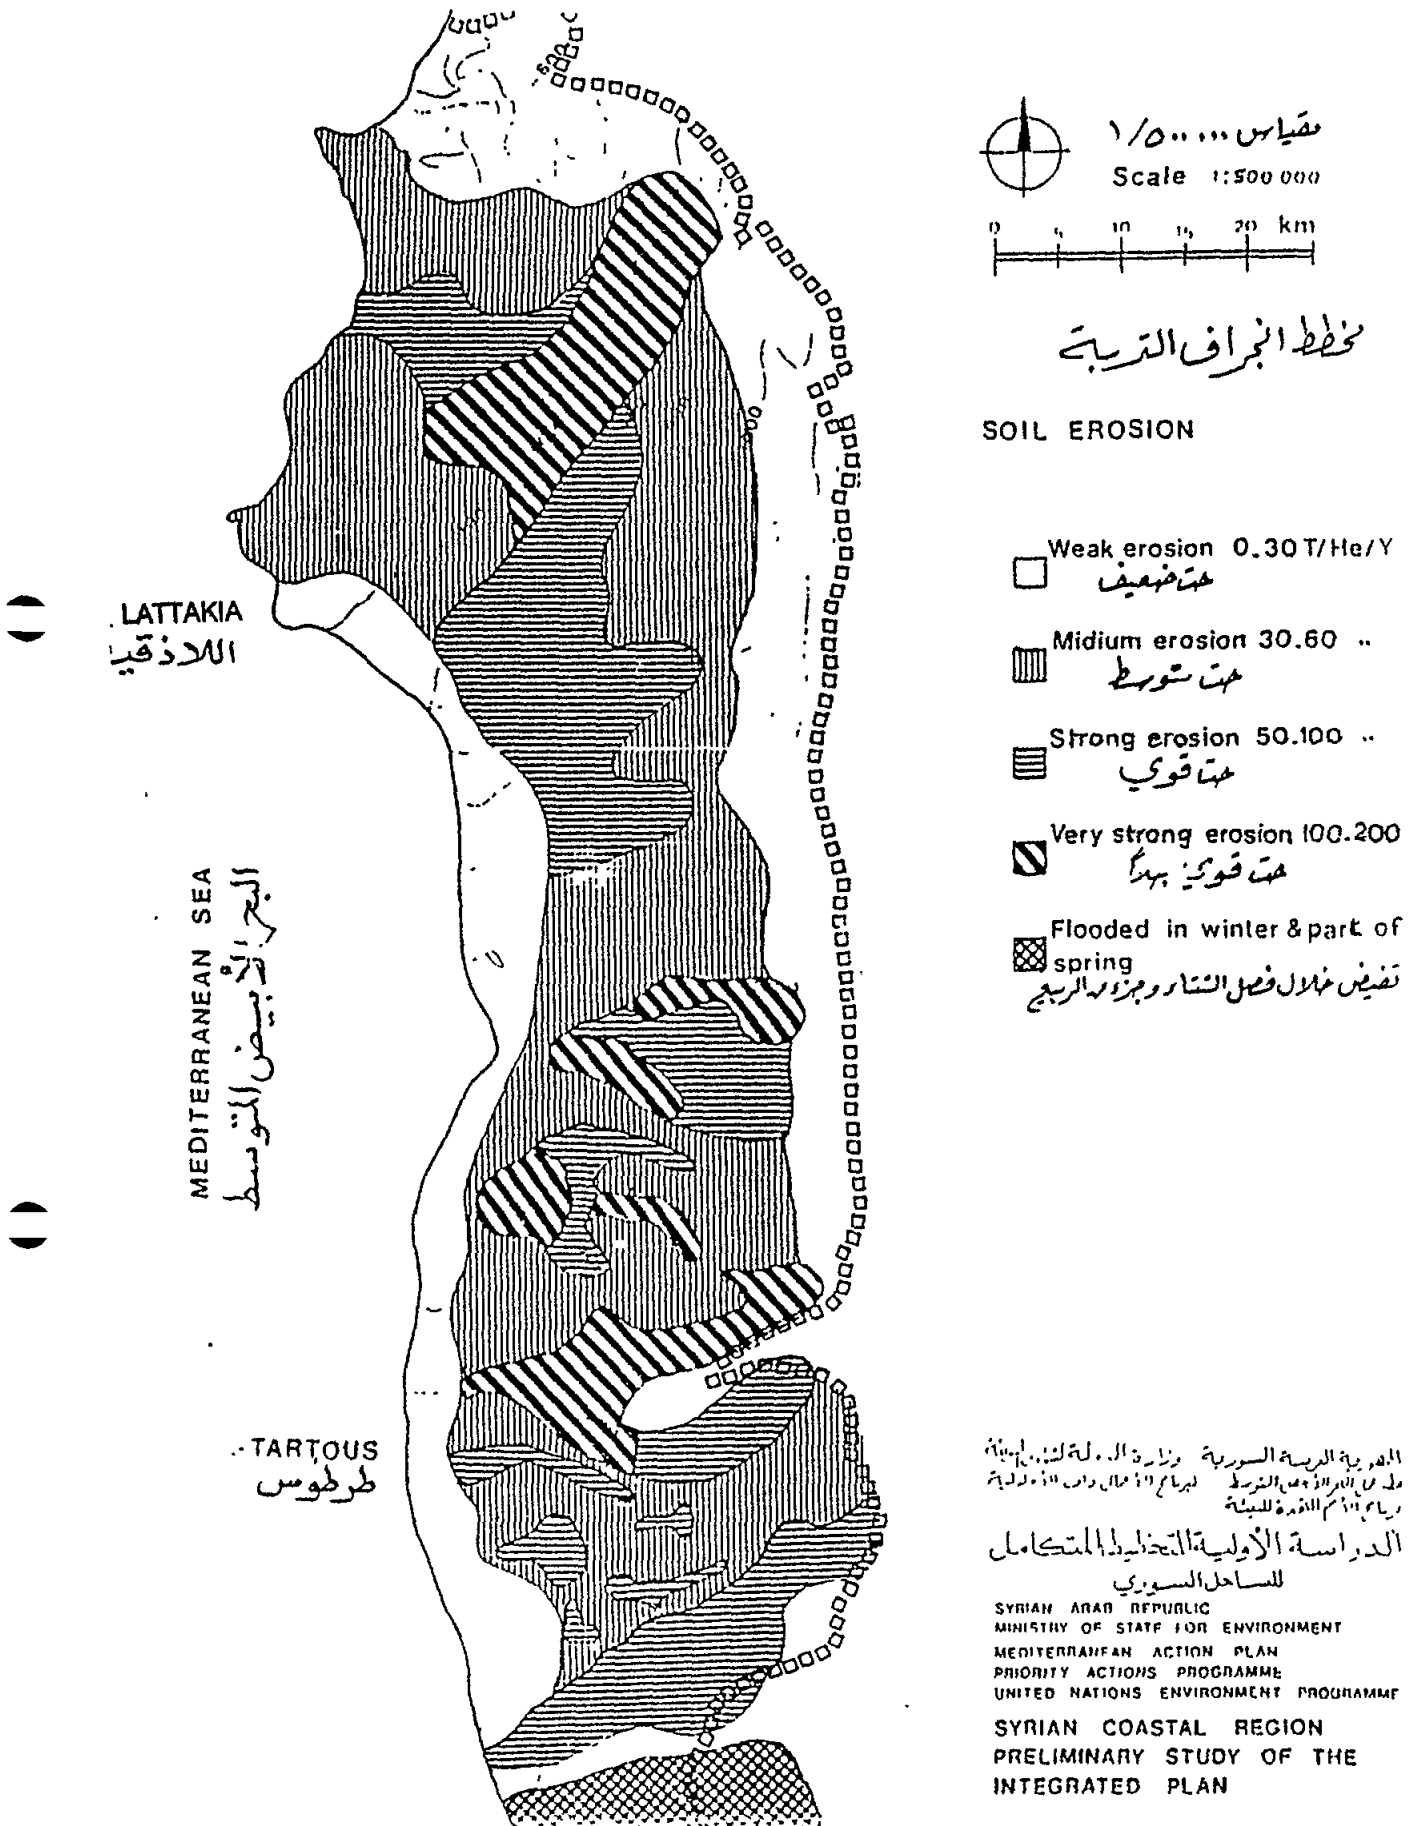 مقياس ١/٥٠٠٠٠٠
Scale 1:500 000
0 5 10 15 20 km
مخطط انجراف التربة
SOIL EROSION
Weak erosion 0.30 T/He/Y
حت ضعيف
Midium erosion 30.60 ..
حت متوسط
Strong erosion 50.100 ..
حت قوي
Very strong erosion 100-200
حت قوي جداً
Flooded in winter & part of
spring
تفيض خلال فصل الشتاء وجزء من الربيع
LATTAKIA
اللاذقية
MEDITERRANEAN SEA
البحر الأبيض المتوسط
TARTOUS
طرطوس
الدراسة الأولية للتخطيط المتكامل
للساحل السوري
SYRIAN ARAB REPUBLIC
MINISTRY OF STATE FOR ENVIRONMENT
MEDITERRANEAN ACTION PLAN
PRIORITY ACTIONS PROGRAMME
UNITED NATIONS ENVIRONMENT PROGRAMME
SYRIAN COASTAL REGION
PRELIMINARY STUDY OF THE
INTEGRATED PLAN